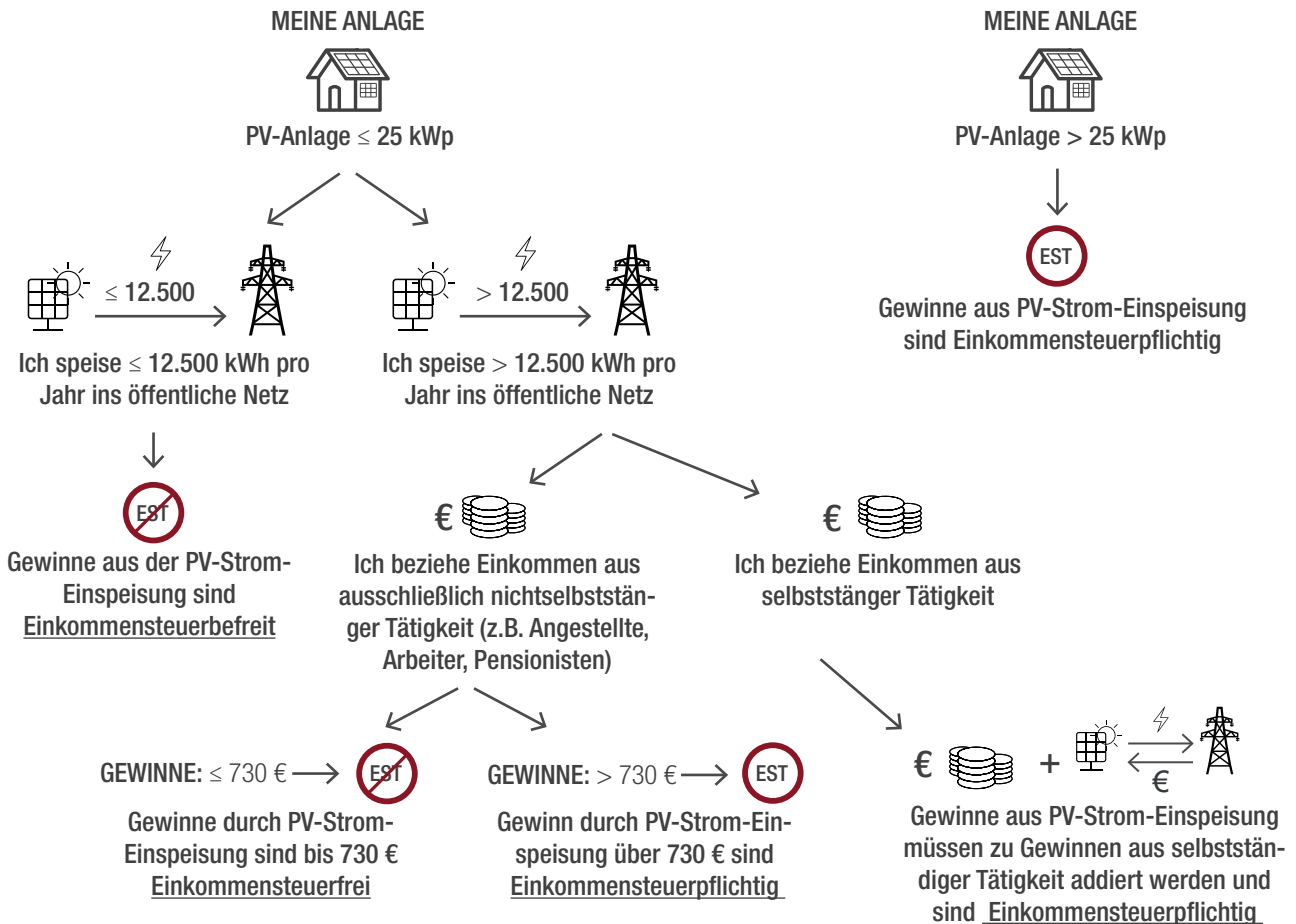 MEINE ANLAGE
PV-Anlage ≤ 25 kWp
≤ 12.500
Ich speise ≤ 12.500 kWh pro
Jahr ins öffentliche Netz
EST
Gewinne aus der PV-Strom-
Einspeisung sind
Einkommensteuerbefreit
> 12.500
Ich speise > 12.500 kWh pro
Jahr ins öffentliche Netz
€
Ich beziehe Einkommen aus
ausschließlich nichtselbststän-
ger Tätigkeit (z.B. Angestellte,
Arbeiter, Pensionisten)
GEWINNE: ≤ 730 €
EST
Gewinne durch PV-Strom-
Einspeisung sind bis 730 €
Einkommensteuerfrei
GEWINNE: > 730 €
EST
Gewinn durch PV-Strom-Ein-
speisung über 730 € sind
Einkommensteuerpflichtig
€
Ich beziehe Einkommen aus
selbststänger Tätigkeit
€ + €
Gewinne aus PV-Strom-Einspeisung
müssen zu Gewinnen aus selbststän-
diger Tätigkeit addiert werden und
sind Einkommensteuerpflichtig
MEINE ANLAGE
PV-Anlage > 25 kWp
EST
Gewinne aus PV-Strom-Einspeisung
sind Einkommensteuerpflichtig